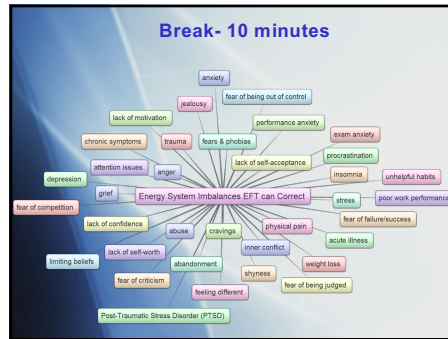 Break- 10 minutes
anxiety
fear of being out of control
jealousy
lack of motivation
performance anxiety
exam anxiety
chronic symptoms
trauma
fears & phobias
procrastination
lack of self-acceptance
attention issues
anger
insomnia
unhelpful habits
depression
grief
Energy System Imbalances EFT can Correct
stress
poor work performance
fear of competition
fear of failure/success
lack of confidence
abuse
cravings
physical pain
acute illness
lack of self-worth
inner conflict
limiting beliefs
abandonment
weight loss
fear of criticism
shyness
feeling different
fear of being judged
Post-Traumatic Stress Disorder (PTSD)